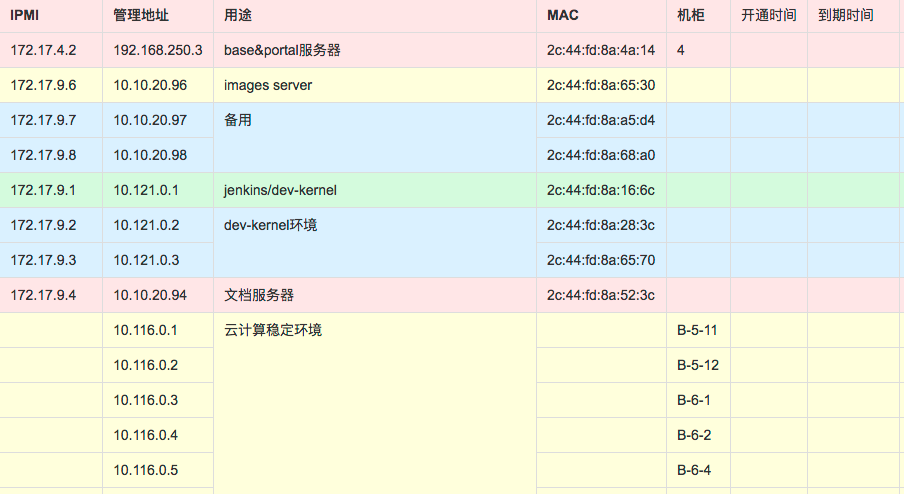 IPMI 管理地址 用途 MAC 机柜 开通时间 到期时间
172.17.4.2 192.168.250.3 base&portal服务器 2c:44:fd:8a:4a:14 4
172.17.9.6 10.10.20.96 images server 2c:44:fd:8a:65:30
172.17.9.7 10.10.20.97 备用 2c:44:fd:8a:a5:d4
172.17.9.8 10.10.20.98 2c:44:fd:8a:68:a0
172.17.9.1 10.121.0.1 jenkins/dev-kernel 2c:44:fd:8a:16:6c
172.17.9.2 10.121.0.2 dev-kernel环境 2c:44:fd:8a:28:3c
172.17.9.3 10.121.0.3 2c:44:fd:8a:65:70
172.17.9.4 10.10.20.94 文档服务器 2c:44:fd:8a:52:3c
10.116.0.1 云计算稳定环境 B-5-11
10.116.0.2 B-5-12
10.116.0.3 B-6-1
10.116.0.4 B-6-2
10.116.0.5 B-6-4